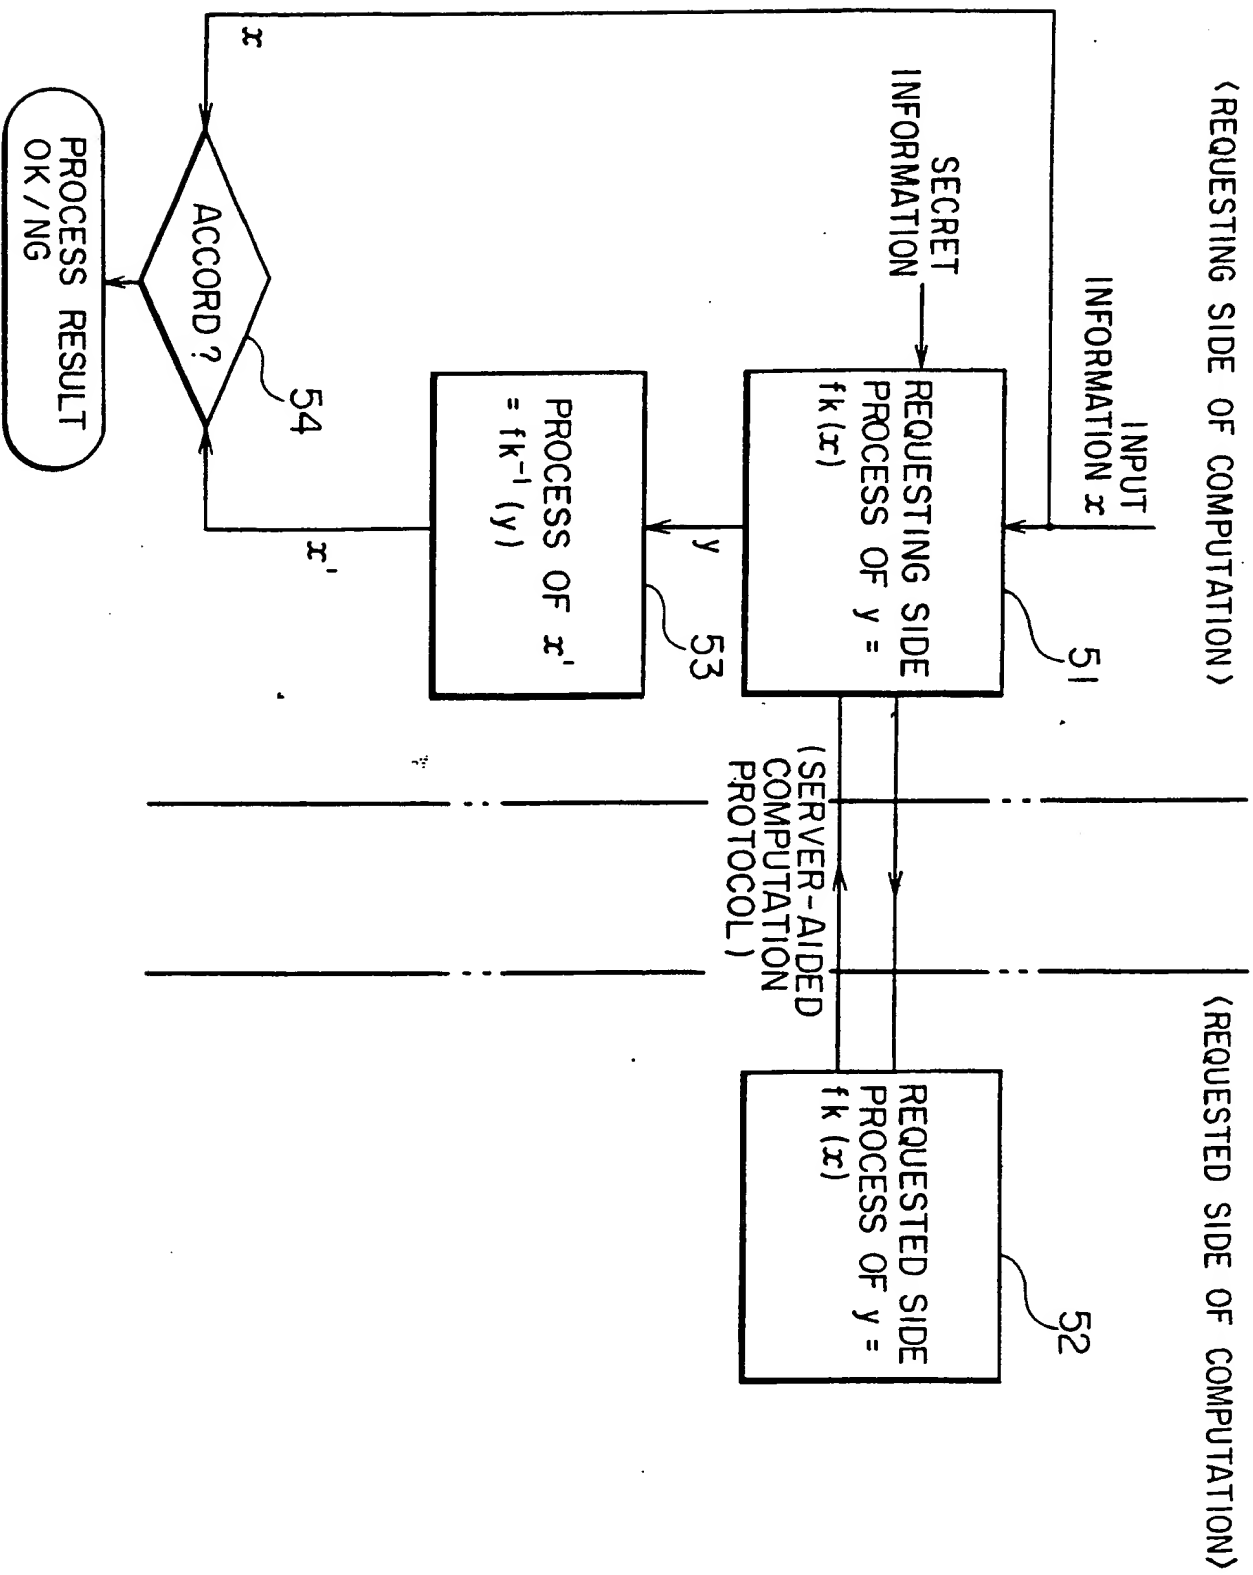 (REQUESTING SIDE OF COMPUTATION)
(REQUESTED SIDE OF COMPUTATION)
INPUT
INFORMATION x
SECRET
INFORMATION
51
REQUESTING SIDE
PROCESS OF y =
fk(x)
(SERVER-AIDED
COMPUTATION
PROTOCOL)
52
REQUESTED SIDE
PROCESS OF y =
fk(x)
y
53
PROCESS OF x'
= fk⁻¹(y)
x
x'
54
ACCORD?
PROCESS RESULT
OK/NG